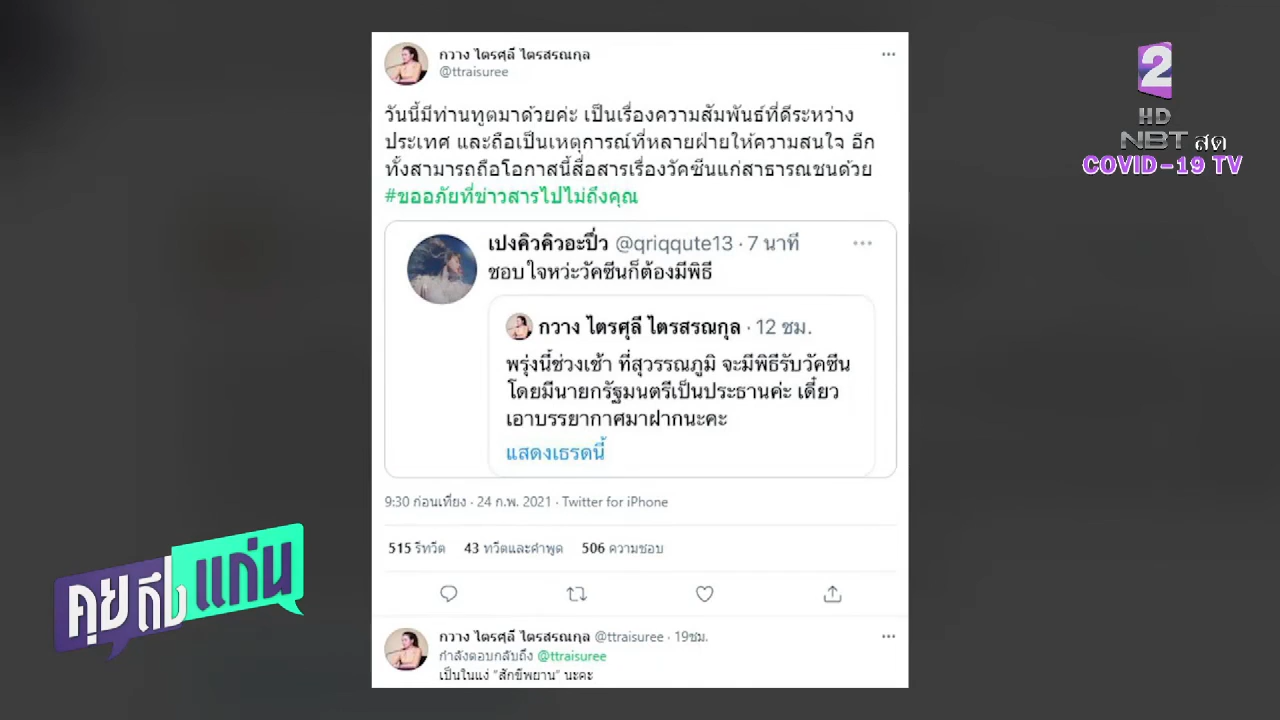 กวาง ไตรศุลี ไตรสรณกุล
@ttraisuree
วันนี้มีท่านทูตมาด้วยค่ะ เป็นเรื่องความสัมพันธ์ที่ดีระหว่าง
ประเทศ และถือเป็นเหตุการณ์ที่หลายฝ่ายให้ความสนใจ อีก
ทั้งสามารถถือโอกาสนี้สื่อสารเรื่องวัคซีนแก่สาธารณชนด้วย
#ขออภัยที่ข่าวสารไปไม่ถึงคุณ
เปงคิวคิวอะปึ่ว @qriqqute13 · 7 นาที
ชอบใจหว่ะวัคซีนก็ต้องมีพิธี
กวาง ไตรศุลี ไตรสรณกุล · 12 ชม.
พรุ่งนี้ช่วงเช้า ที่สุวรรณภูมิ จะมีพิธีรับวัคซีน
โดยมีนายกรัฐมนตรีเป็นประธานค่ะ เดี๋ยว
เอาบรรยากาศมาฝากนะคะ
แสดงเธรดนี้
9:30 ก่อนเที่ยง · 24 ก.พ. 2021 · Twitter for iPhone
515 รีทวีต 43 ทวีตและคำพูด 506 ความชอบ
กวาง ไตรศุลี ไตรสรณกุล @ttraisuree · 19ชม.
กำลังตอบกลับถึง @ttraisuree
เป็นในแง่ "สักขีพยาน" นะคะ
2
HD
NBT สด
COVID-19 TV
คุยถึงแก่น